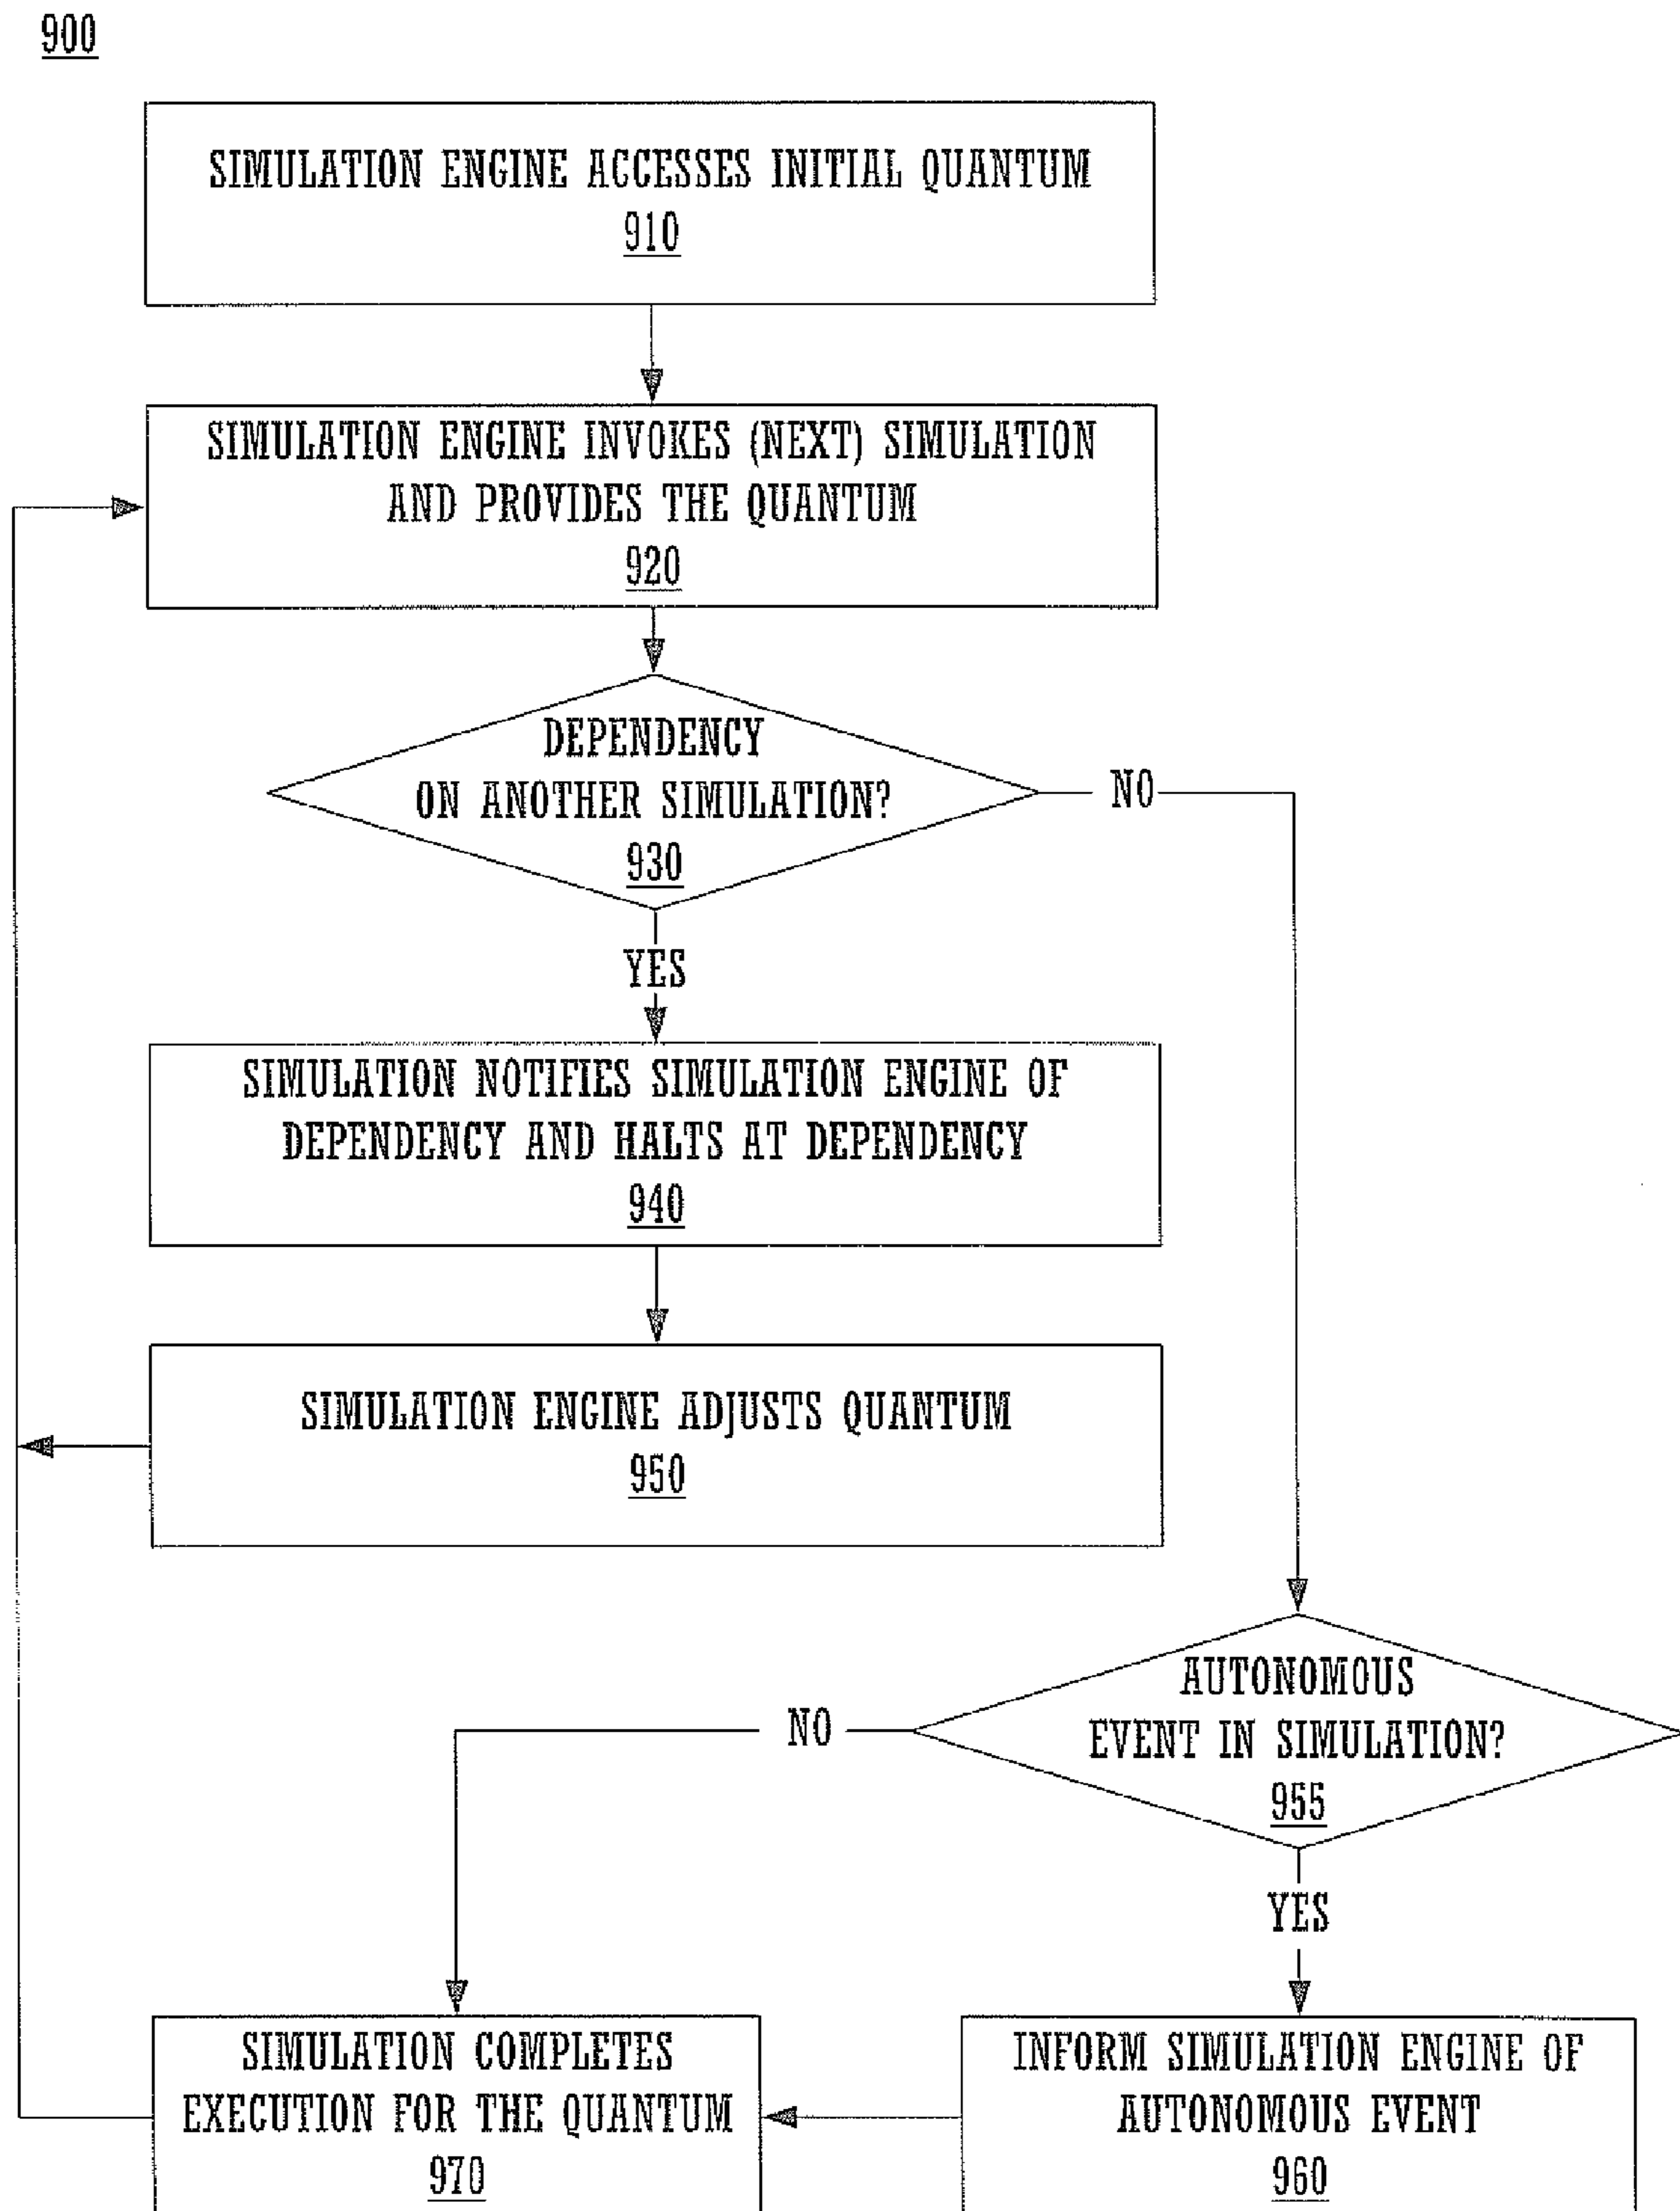 900
SIMULATION ENGINE ACCESSES INITIAL QUANTUM
910
SIMULATION ENGINE INVOKES (NEXT) SIMULATION
AND PROVIDES THE QUANTUM
920
DEPENDENCY
ON ANOTHER SIMULATION?
930
NO
YES
SIMULATION NOTIFIES SIMULATION ENGINE OF
DEPENDENCY AND HALTS AT DEPENDENCY
940
SIMULATION ENGINE ADJUSTS QUANTUM
950
AUTONOMOUS
EVENT IN SIMULATION?
955
NO
YES
SIMULATION COMPLETES
EXECUTION FOR THE QUANTUM
970
INFORM SIMULATION ENGINE OF
AUTONOMOUS EVENT
960